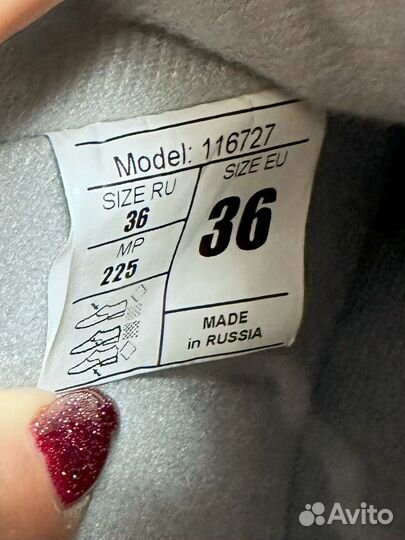 Model: 116727
SIZE RU
36
MP
225
SIZE EU
36
MADE
in RUSSIA
Avito